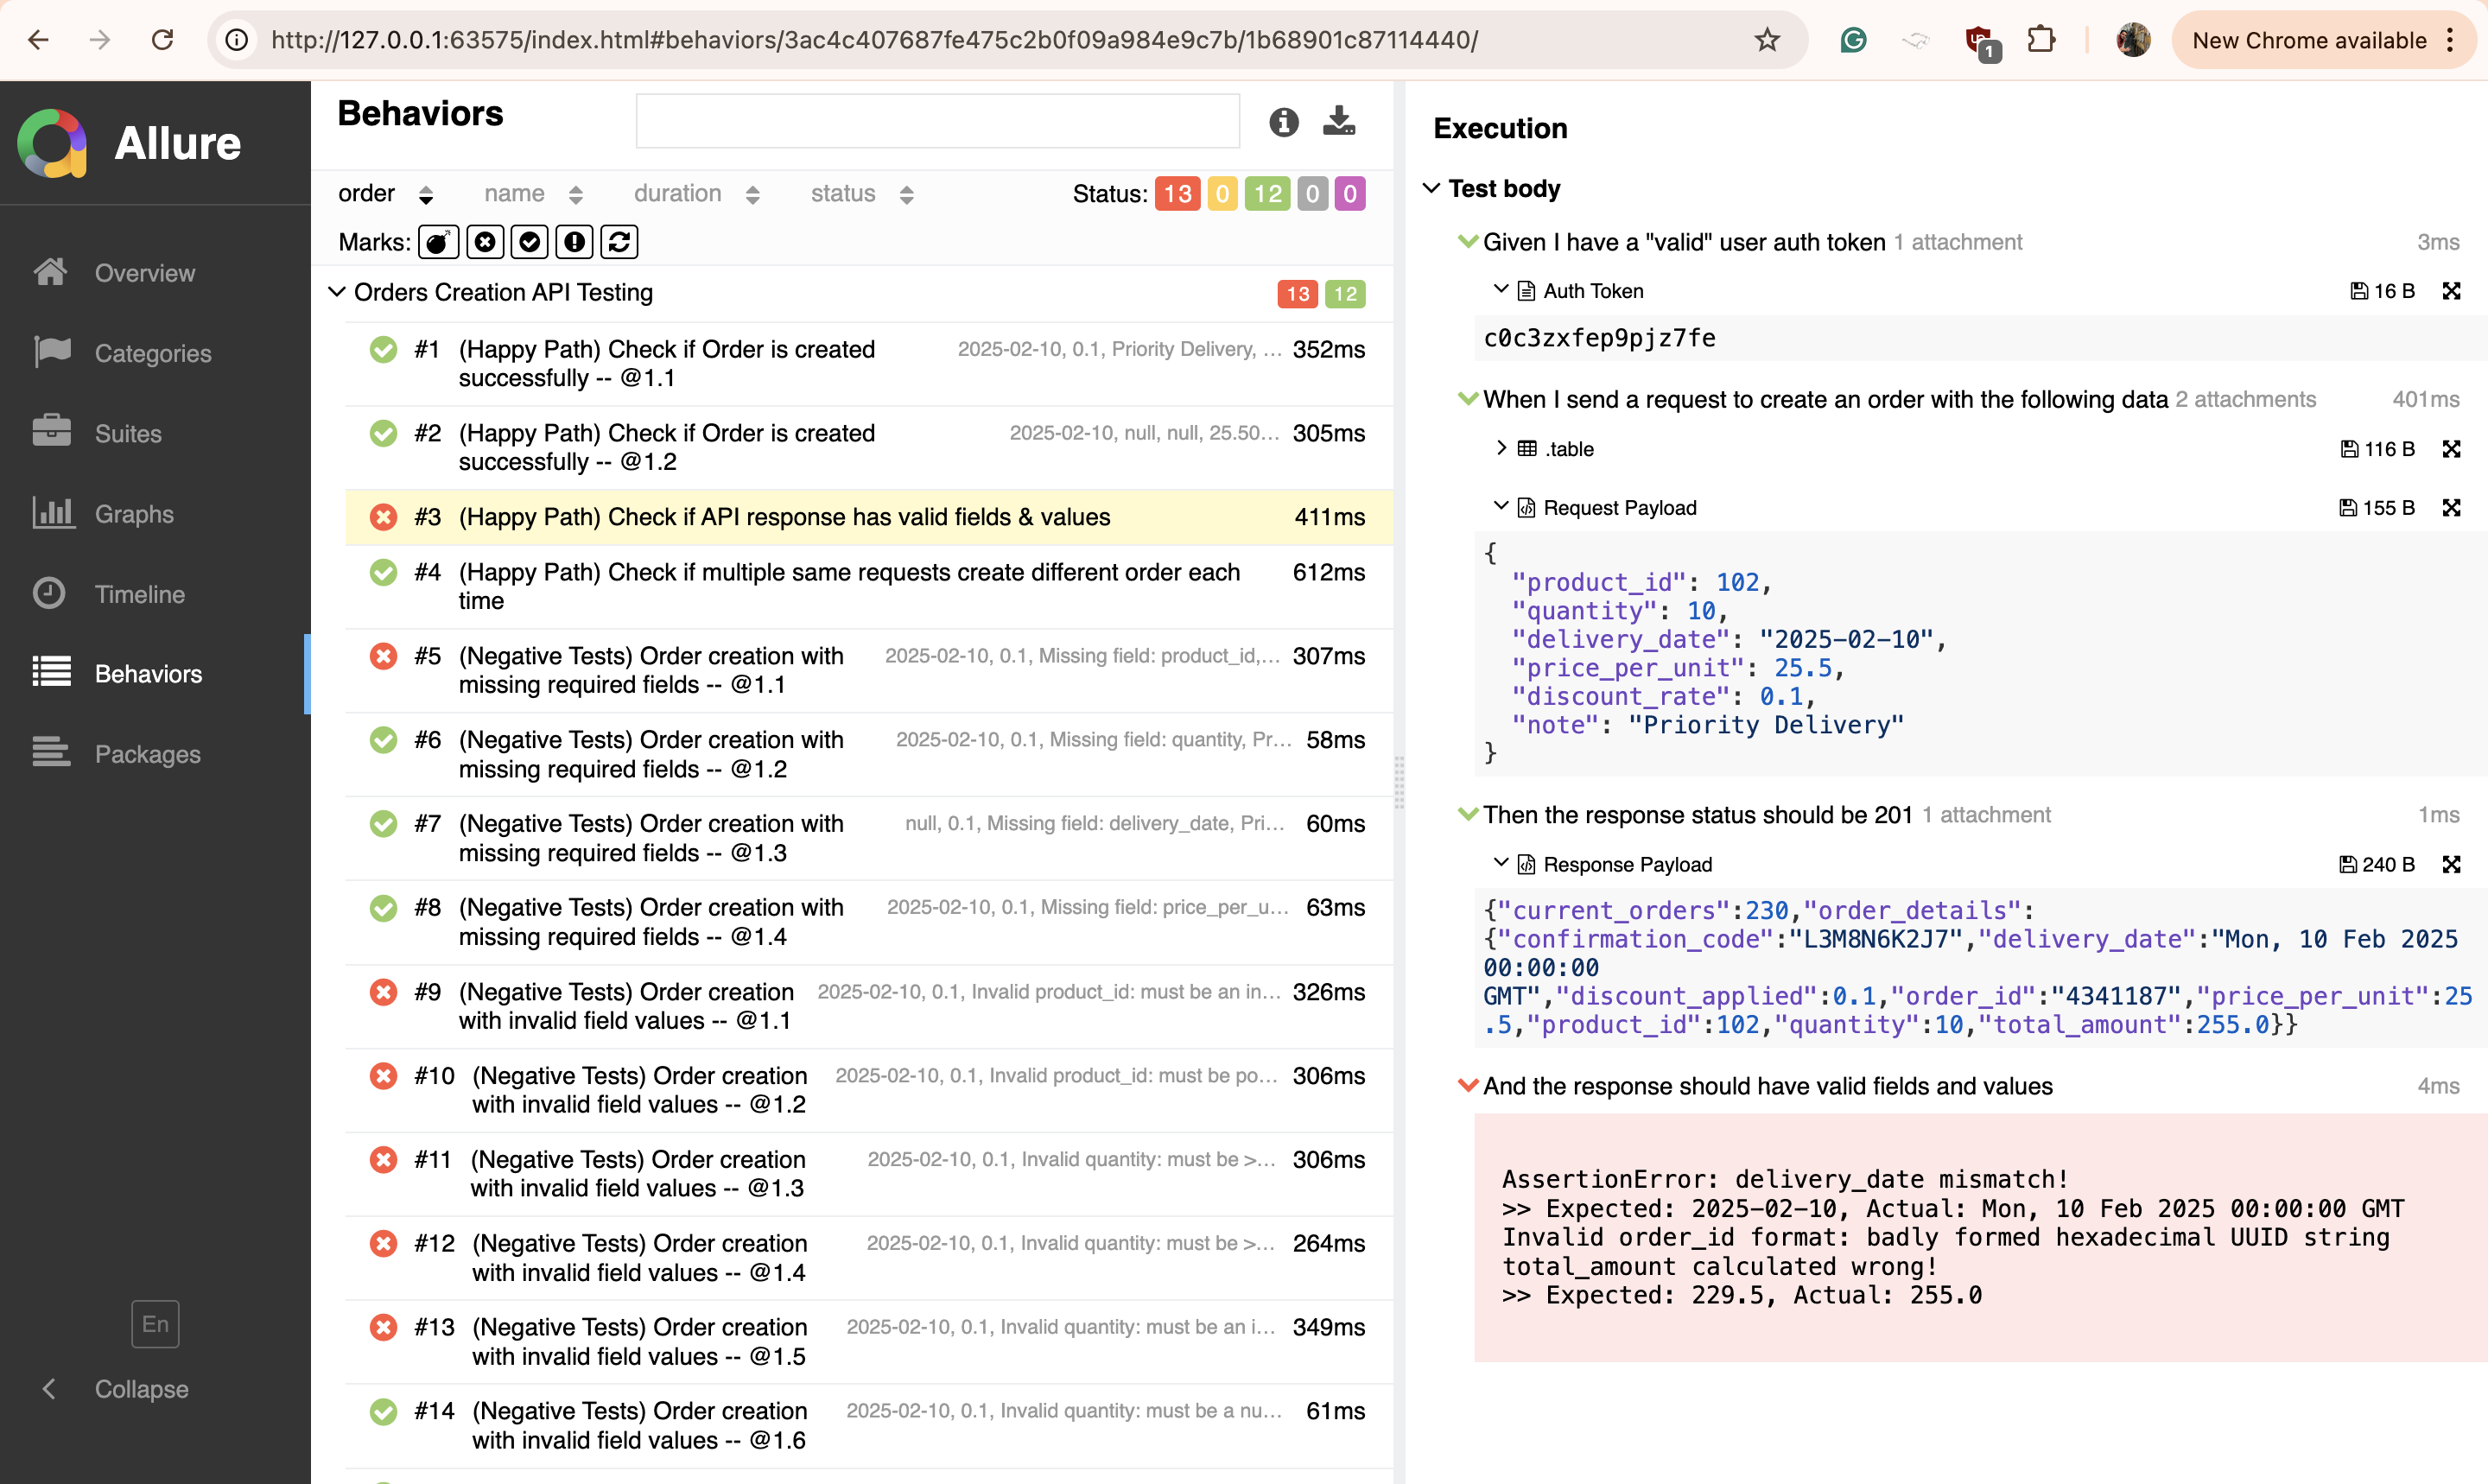 http://127.0.0.1:63575/index.html#behaviors/3ac4c407687fe475c2b0f09a984e9c7b/1b68901c87114440/
1
New Chrome available
Allure
Overview
Categories
Suites
Graphs
Timeline
Behaviors
Packages
En
Collapse
Behaviors
order name duration status Status: 13 0 12 0 0
Marks:
Orders Creation API Testing 13 12
#1 (Happy Path) Check if Order is created 2025-02-10, 0.1, Priority Delivery, ... 352ms
successfully -- @1.1
#2 (Happy Path) Check if Order is created 2025-02-10, null, null, 25.50... 305ms
successfully -- @1.2
#3 (Happy Path) Check if API response has valid fields & values 411ms
#4 (Happy Path) Check if multiple same requests create different order each 612ms
time
#5 (Negative Tests) Order creation with 2025-02-10, 0.1, Missing field: product_id,... 307ms
missing required fields -- @1.1
#6 (Negative Tests) Order creation with 2025-02-10, 0.1, Missing field: quantity, Pr... 58ms
missing required fields -- @1.2
#7 (Negative Tests) Order creation with null, 0.1, Missing field: delivery_date, Pri... 60ms
missing required fields -- @1.3
#8 (Negative Tests) Order creation with 2025-02-10, 0.1, Missing field: price_per_u... 63ms
missing required fields -- @1.4
#9 (Negative Tests) Order creation 2025-02-10, 0.1, Invalid product_id: must be an in... 326ms
with invalid field values -- @1.1
#10 (Negative Tests) Order creation 2025-02-10, 0.1, Invalid product_id: must be po... 306ms
with invalid field values -- @1.2
#11 (Negative Tests) Order creation 2025-02-10, 0.1, Invalid quantity: must be >... 306ms
with invalid field values -- @1.3
#12 (Negative Tests) Order creation 2025-02-10, 0.1, Invalid quantity: must be >... 264ms
with invalid field values -- @1.4
#13 (Negative Tests) Order creation 2025-02-10, 0.1, Invalid quantity: must be an i... 349ms
with invalid field values -- @1.5
#14 (Negative Tests) Order creation 2025-02-10, 0.1, Invalid quantity: must be a nu... 61ms
with invalid field values -- @1.6
Execution
Test body
Given I have a "valid" user auth token 1 attachment 3ms
Auth Token 16 B
c0c3zxfep9pjz7fe
When I send a request to create an order with the following data 2 attachments 401ms
.table 116 B
Request Payload 155 B
{
"product_id": 102,
"quantity": 10,
"delivery_date": "2025-02-10",
"price_per_unit": 25.5,
"discount_rate": 0.1,
"note": "Priority Delivery"
}
Then the response status should be 201 1 attachment 1ms
Response Payload 240 B
{"current_orders":230,"order_details":
{"confirmation_code":"L3M8N6K2J7","delivery_date":"Mon, 10 Feb 2025
00:00:00
GMT","discount_applied":0.1,"order_id":"4341187","price_per_unit":25
.5,"product_id":102,"quantity":10,"total_amount":255.0}}
And the response should have valid fields and values 4ms
AssertionError: delivery_date mismatch!
>> Expected: 2025-02-10, Actual: Mon, 10 Feb 2025 00:00:00 GMT
Invalid order_id format: badly formed hexadecimal UUID string
total_amount calculated wrong!
>> Expected: 229.5, Actual: 255.0